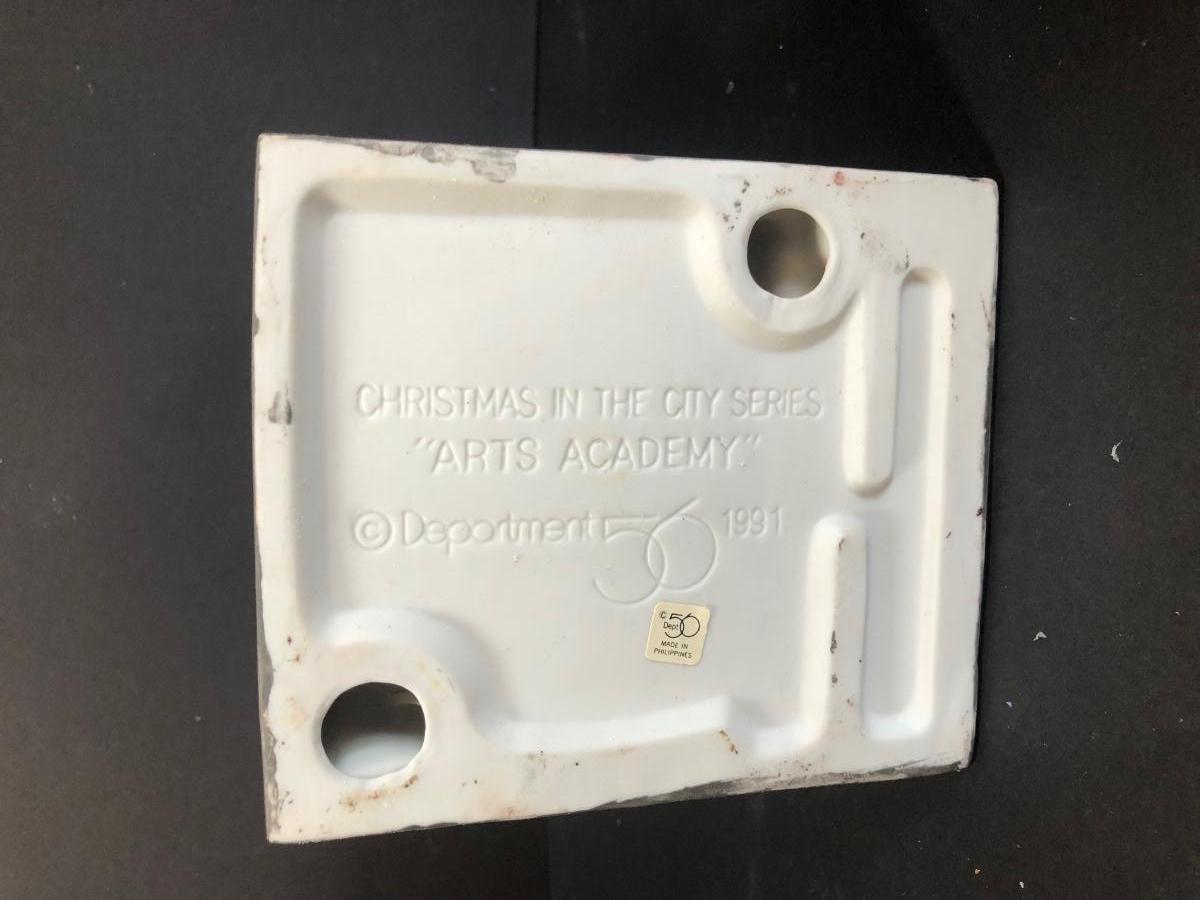 CHRISTMAS IN THE CITY SERIES
"ARTS ACADEMY"
© Department 56 1991
© Dept 56
MADE IN
PHILIPPINES